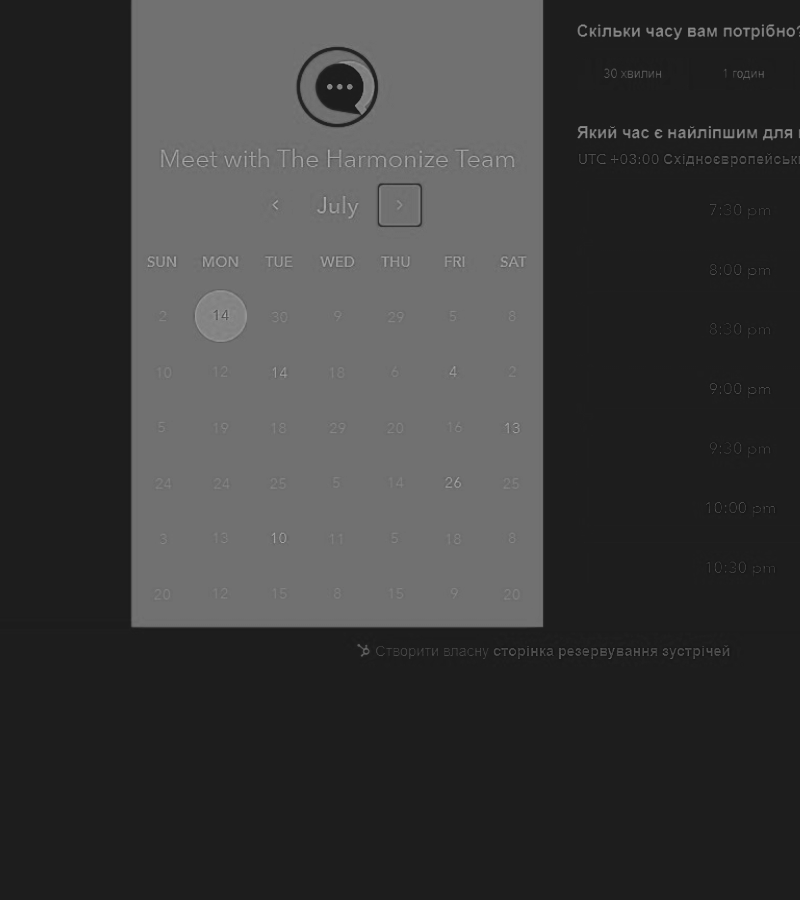 Meet with The Harmonize Team
July
SUN MON TUE WED THU FRI SAT
2 14 30 9 29 5 8
10 12 14 18 6 4 2
5 19 18 29 20 16 13
24 24 25 5 14 26 25
3 13 10 11 5 18 8
20 12 15 8 15 9 20
Скільки часу вам потрібно?
30 хвилин 1 годин
Який час є найліпшим для
UTC +03:00 Східноєвропейськ
7:30 pm
8:00 pm
8:30 pm
9:00 pm
9:30 pm
10:00 pm
10:30 pm
Створити власну сторінка резервування зустрічей